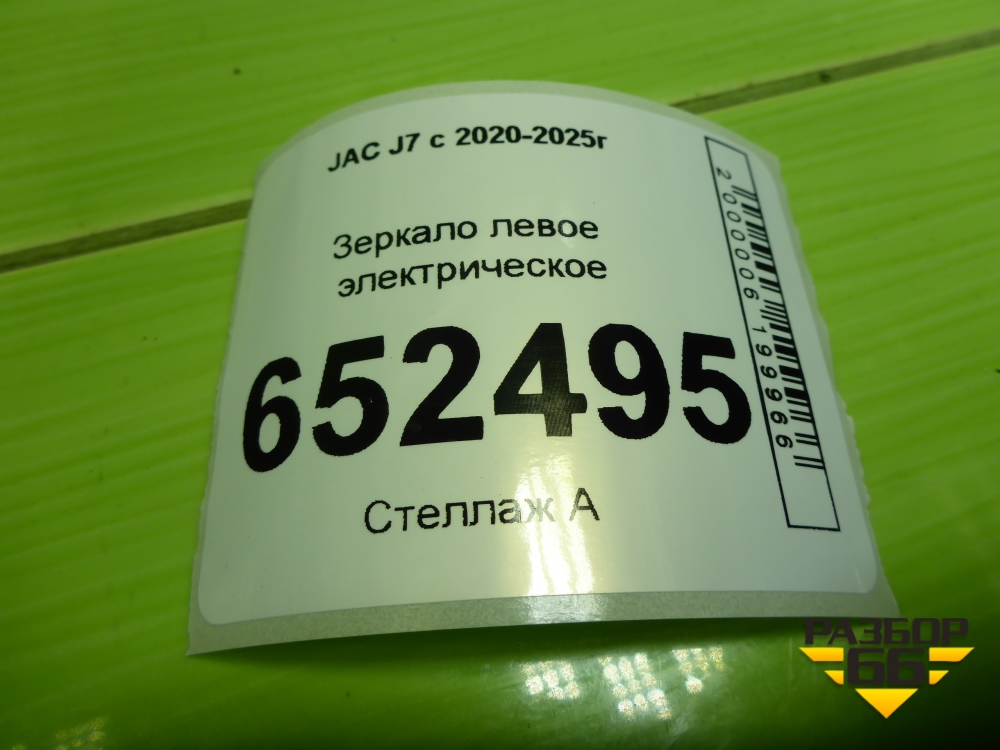 JAC J7 с 2020-2025г
Зеркало левое
электрическое
652495
Стеллаж А
2000006199966
РАЗБОР
66